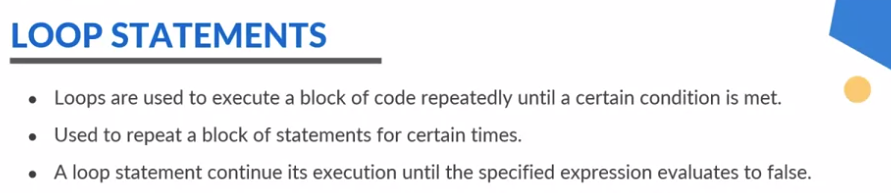 LOOP STATEMENTS
• Loops are used to execute a block of code repeatedly until a certain condition is met.
• Used to repeat a block of statements for certain times.
• A loop statement continue its execution until the specified expression evaluates to false.